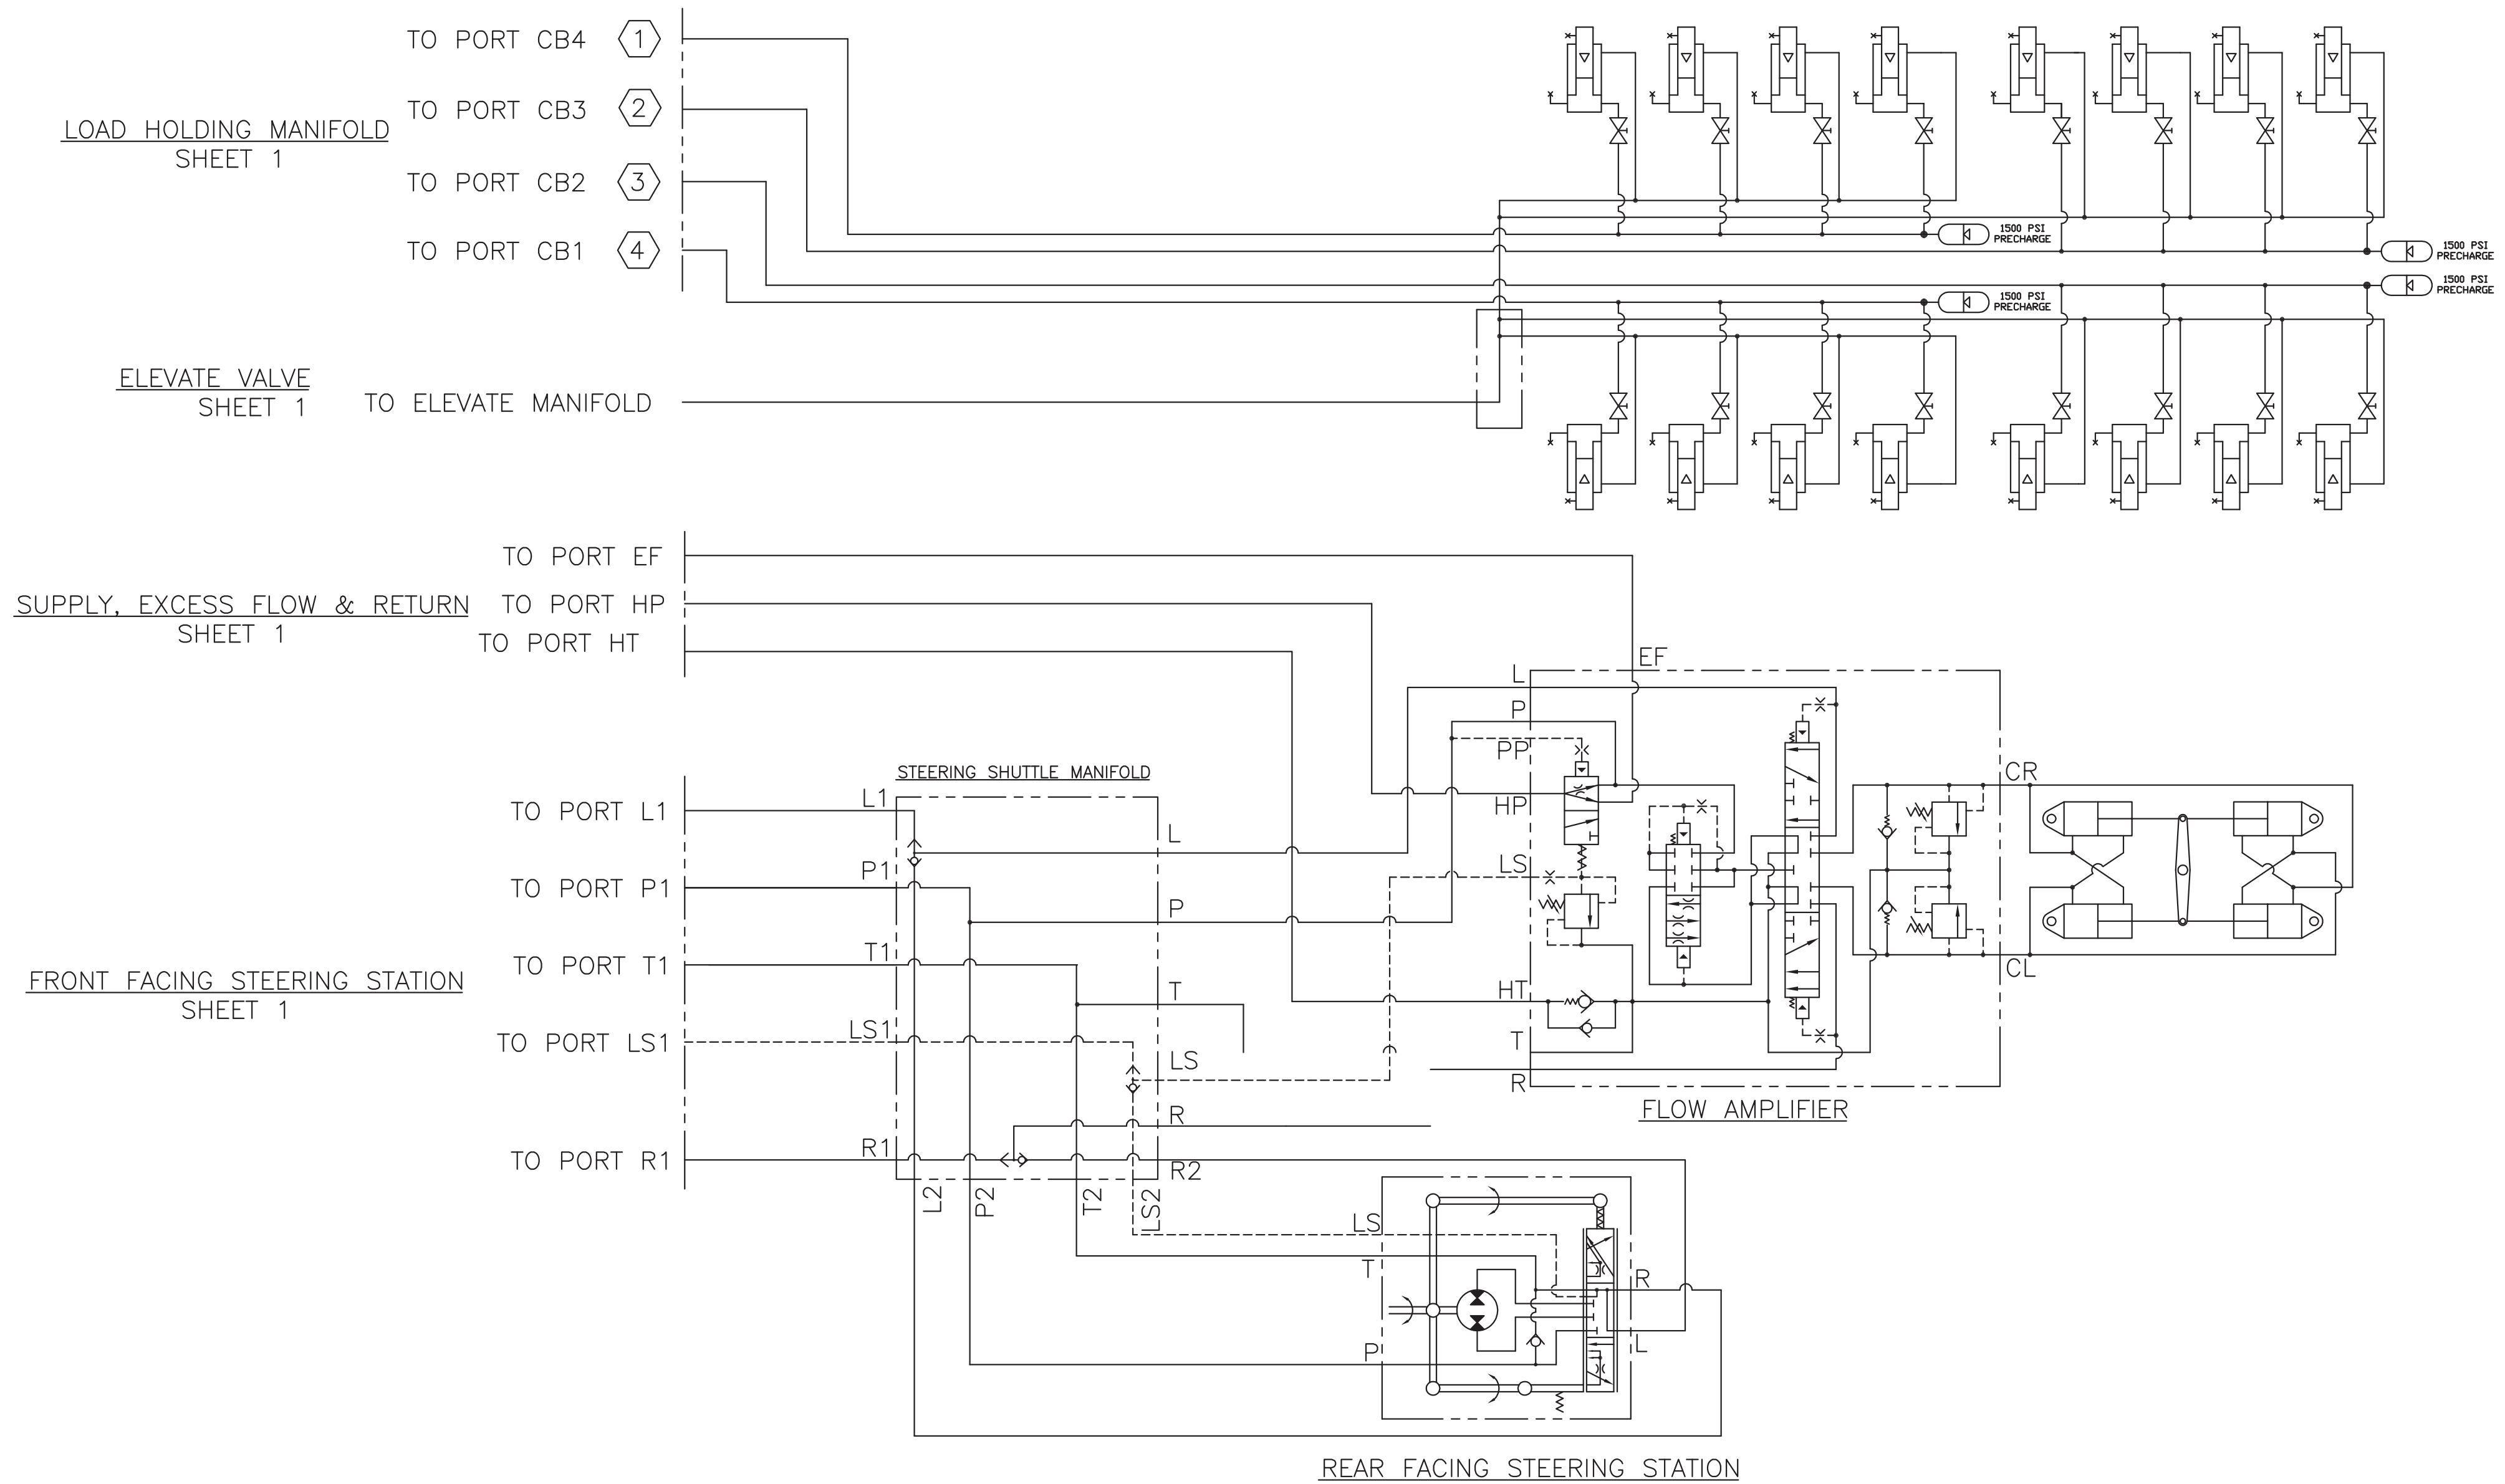 TO PORT CB4 1
TO PORT CB3 2
LOAD HOLDING MANIFOLD
SHEET 1
TO PORT CB2 3
TO PORT CB1 4
1500 PSI
PRECHARGE
1500 PSI
PRECHARGE
1500 PSI
PRECHARGE
1500 PSI
PRECHARGE
ELEVATE VALVE
SHEET 1
TO ELEVATE MANIFOLD
TO PORT EF
SUPPLY, EXCESS FLOW & RETURN
SHEET 1
TO PORT HP
TO PORT HT
EF
L
P
PP
HP
LS
HT
T
R
CR
CL
FLOW AMPLIFIER
STEERING SHUTTLE MANIFOLD
TO PORT L1
L1
L
TO PORT P1
P1
P
TO PORT T1
T1
T
FRONT FACING STEERING STATION
SHEET 1
TO PORT LS1
LS1
LS
R
TO PORT R1
R1
R2
L2
P2
T2
LS2
LS
T
P
R
L
REAR FACING STEERING STATION